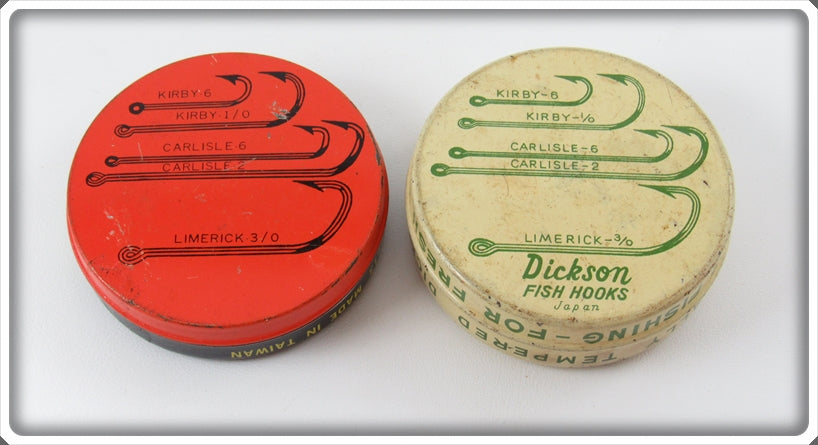 KIRBY-6
KIRBY-1/0
CARLISLE-6
CARLISLE-2
LIMERICK-3/0
MADE IN TAIWAN
KIRBY-6
KIRBY-1/0
CARLISLE-6
CARLISLE-2
LIMERICK-3/0
Dickson
FISH HOOKS
Japan
FISHING-FOR FRES
TEMPERED